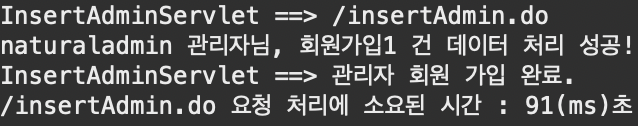 InsertAdminServlet ==> /insertAdmin.do
naturaladmin 관리자님, 회원가입1 건 데이터 처리 성공!
InsertAdminServlet ==> 관리자 회원 가입 완료.
/insertAdmin.do 요청 처리에 소요된 시간 : 91(ms)초